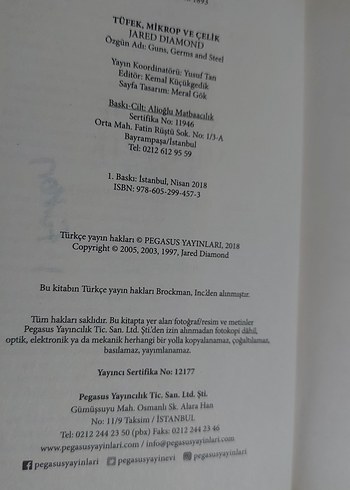 1893
TÜFEK, MİKROP VE ÇELİK
JARED DIAMOND
Özgün Adı: Guns, Germs and Steel
Yayın Koordinatörü: Yusuf Tan
Editör: Kemal Küçükgedik
Sayfa Tasarım: Meral Gök
Baskı-Cilt: Alioğlu Matbaacılık
Sertifika No: 11946
Orta Mah. Fatin Rüştü Sok. No: 1/3-A
Bayrampaşa/İstanbul
Tel: 0212 612 95 59
1. Baskı: İstanbul, Nisan 2018
ISBN: 978-605-299-457-3
Türkçe yayın hakları © PEGASUS YAYINLARI, 2018
Copyright © 2005, 2003, 1997, Jared Diamond
Bu kitabın Türkçe yayın hakları Brockman, Inc.'den alınmıştır.
Tüm hakları saklıdır. Bu kitapta yer alan fotoğraf/resim ve metinler
Pegasus Yayıncılık Tic. San. Ltd. Şti'den izin alınmadan fotokopi dâhil,
optik, elektronik ya da mekanik herhangi bir yolla kopyalanamaz, çoğaltılamaz,
basılamaz, yayımlanamaz.
Yayıncı Sertifika No: 12177
Pegasus Yayıncılık Tic. San. Ltd. Şti.
Gümüşsuyu Mah. Osmanlı Sk. Alara Han
No: 11/9 Taksim / İSTANBUL
Tel: 0212 244 23 50 (pbx) Faks: 0212 244 23 46
www.pegasusyayinlari.com / info@pegasusyayinlari.com
pegasusyayinlari pegasusyayinevi pegasusyayinlari